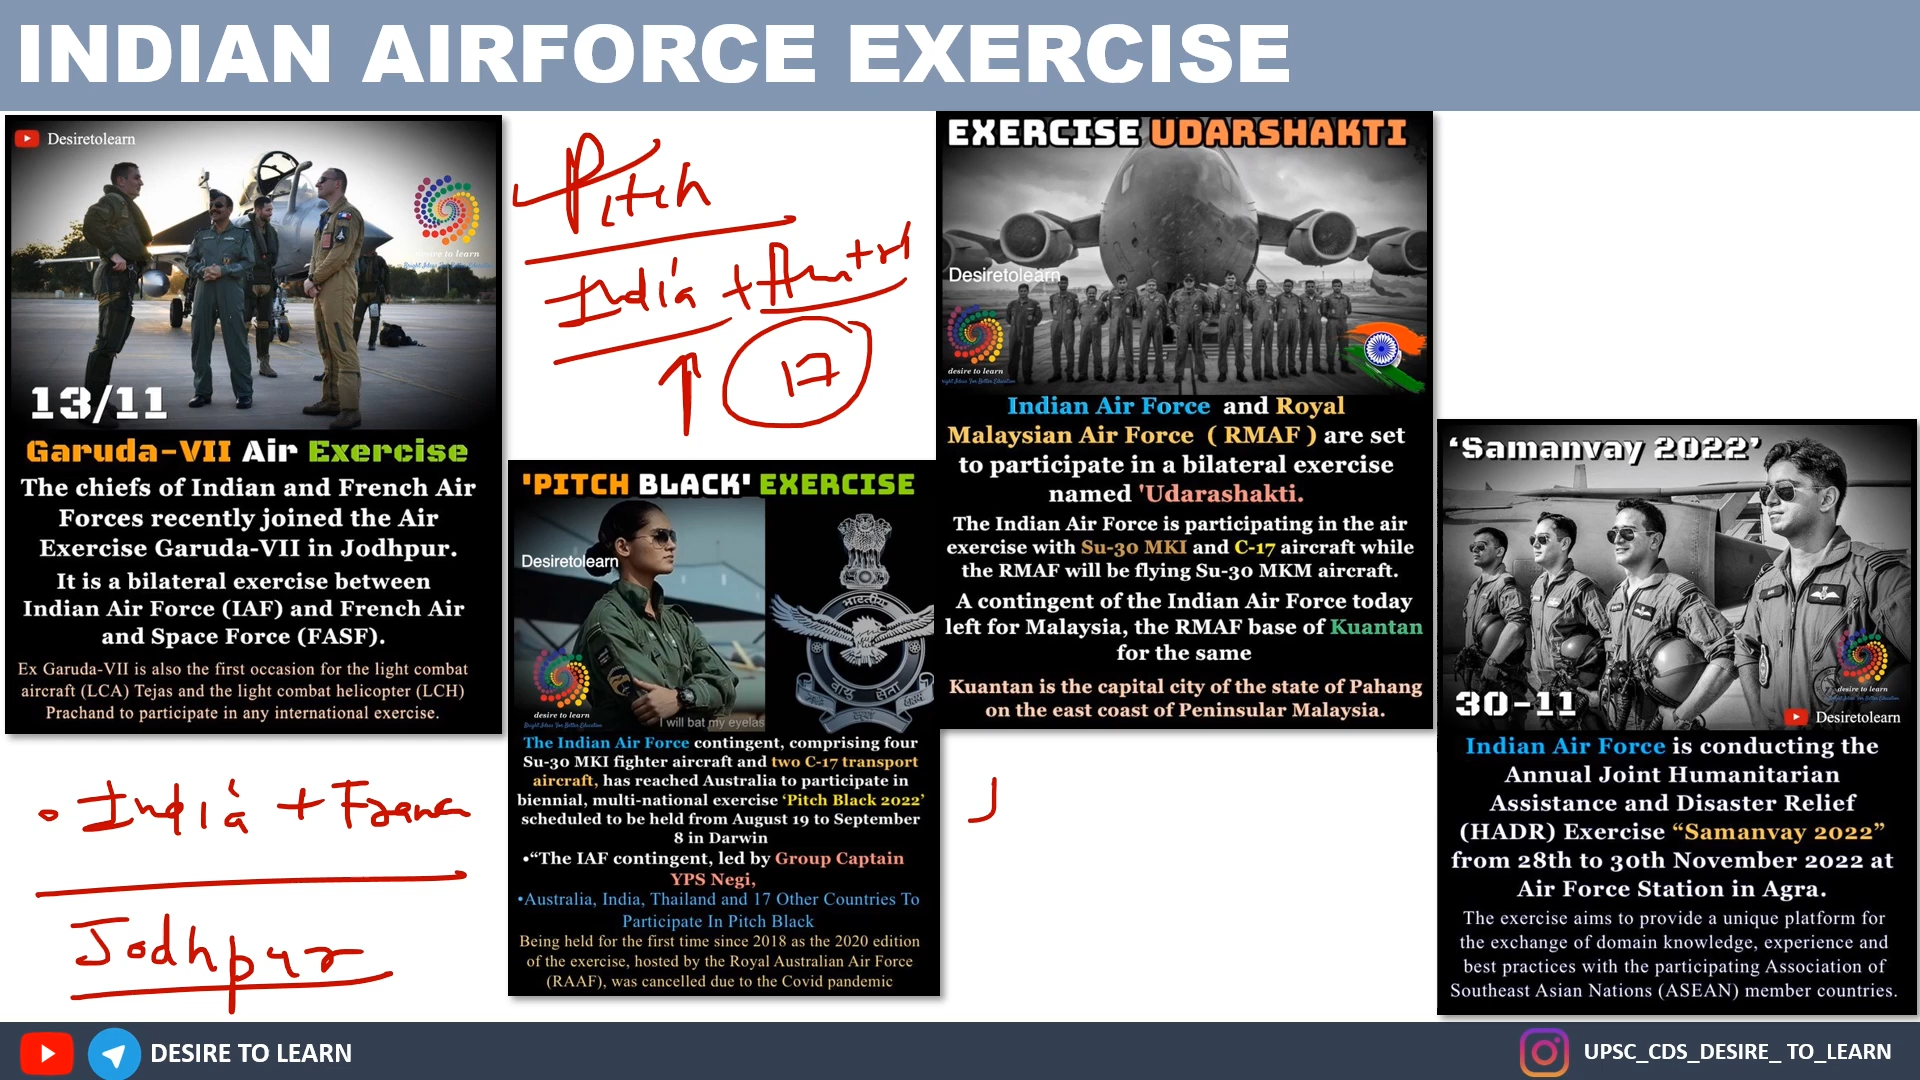 INDIAN AIRFORCE EXERCISE
Desiretolearn
desire to learn
13/11
Garuda-VII Air Exercise
The chiefs of Indian and French Air
Forces recently joined the Air
Exercise Garuda-VII in Jodhpur.
It is a bilateral exercise between
Indian Air Force (IAF) and French Air
and Space Force (FASF).
Ex Garuda-VII is also the first occasion for the light combat
aircraft (LCA) Tejas and the light combat helicopter (LCH)
Prachand to participate in any international exercise.
India + France
Jodhpur
Pitch
India + Austral
17
'PITCH BLACK' EXERCISE
Desiretolearn
भारतीय
वायु सेना
desire to learn
Bright Ideas For Better Education
I will bat my eyelas
The Indian Air Force contingent, comprising four
Su-30 MKI fighter aircraft and two C-17 transport
aircraft, has reached Australia to participate in
biennial, multi-national exercise ‘Pitch Black 2022’
scheduled to be held from August 19 to September
8 in Darwin
•“The IAF contingent, led by Group Captain
YPS Negi,
•Australia, India, Thailand and 17 Other Countries To
Participate In Pitch Black
Being held for the first time since 2018 as the 2020 edition
of the exercise, hosted by the Royal Australian Air Force
(RAAF), was cancelled due to the Covid pandemic
EXERCISE UDARSHAKTI
Desiretolearn
desire to learn
Indian Air Force and Royal
Malaysian Air Force ( RMAF ) are set
to participate in a bilateral exercise
named 'Udarashakti.
The Indian Air Force is participating in the air
exercise with Su-30 MKI and C-17 aircraft while
the RMAF will be flying Su-30 MKM aircraft.
A contingent of the Indian Air Force today
left for Malaysia, the RMAF base of Kuantan
for the same
Kuantan is the capital city of the state of Pahang
on the east coast of Peninsular Malaysia.
‘Samanvay 2022’
desire to learn
30-11
Desiretolearn
Indian Air Force is conducting the
Annual Joint Humanitarian
Assistance and Disaster Relief
(HADR) Exercise “Samanvay 2022”
from 28th to 30th November 2022 at
Air Force Station in Agra.
The exercise aims to provide a unique platform for
the exchange of domain knowledge, experience and
best practices with the participating Association of
Southeast Asian Nations (ASEAN) member countries.
DESIRE TO LEARN
UPSC_CDS_DESIRE_ TO_LEARN